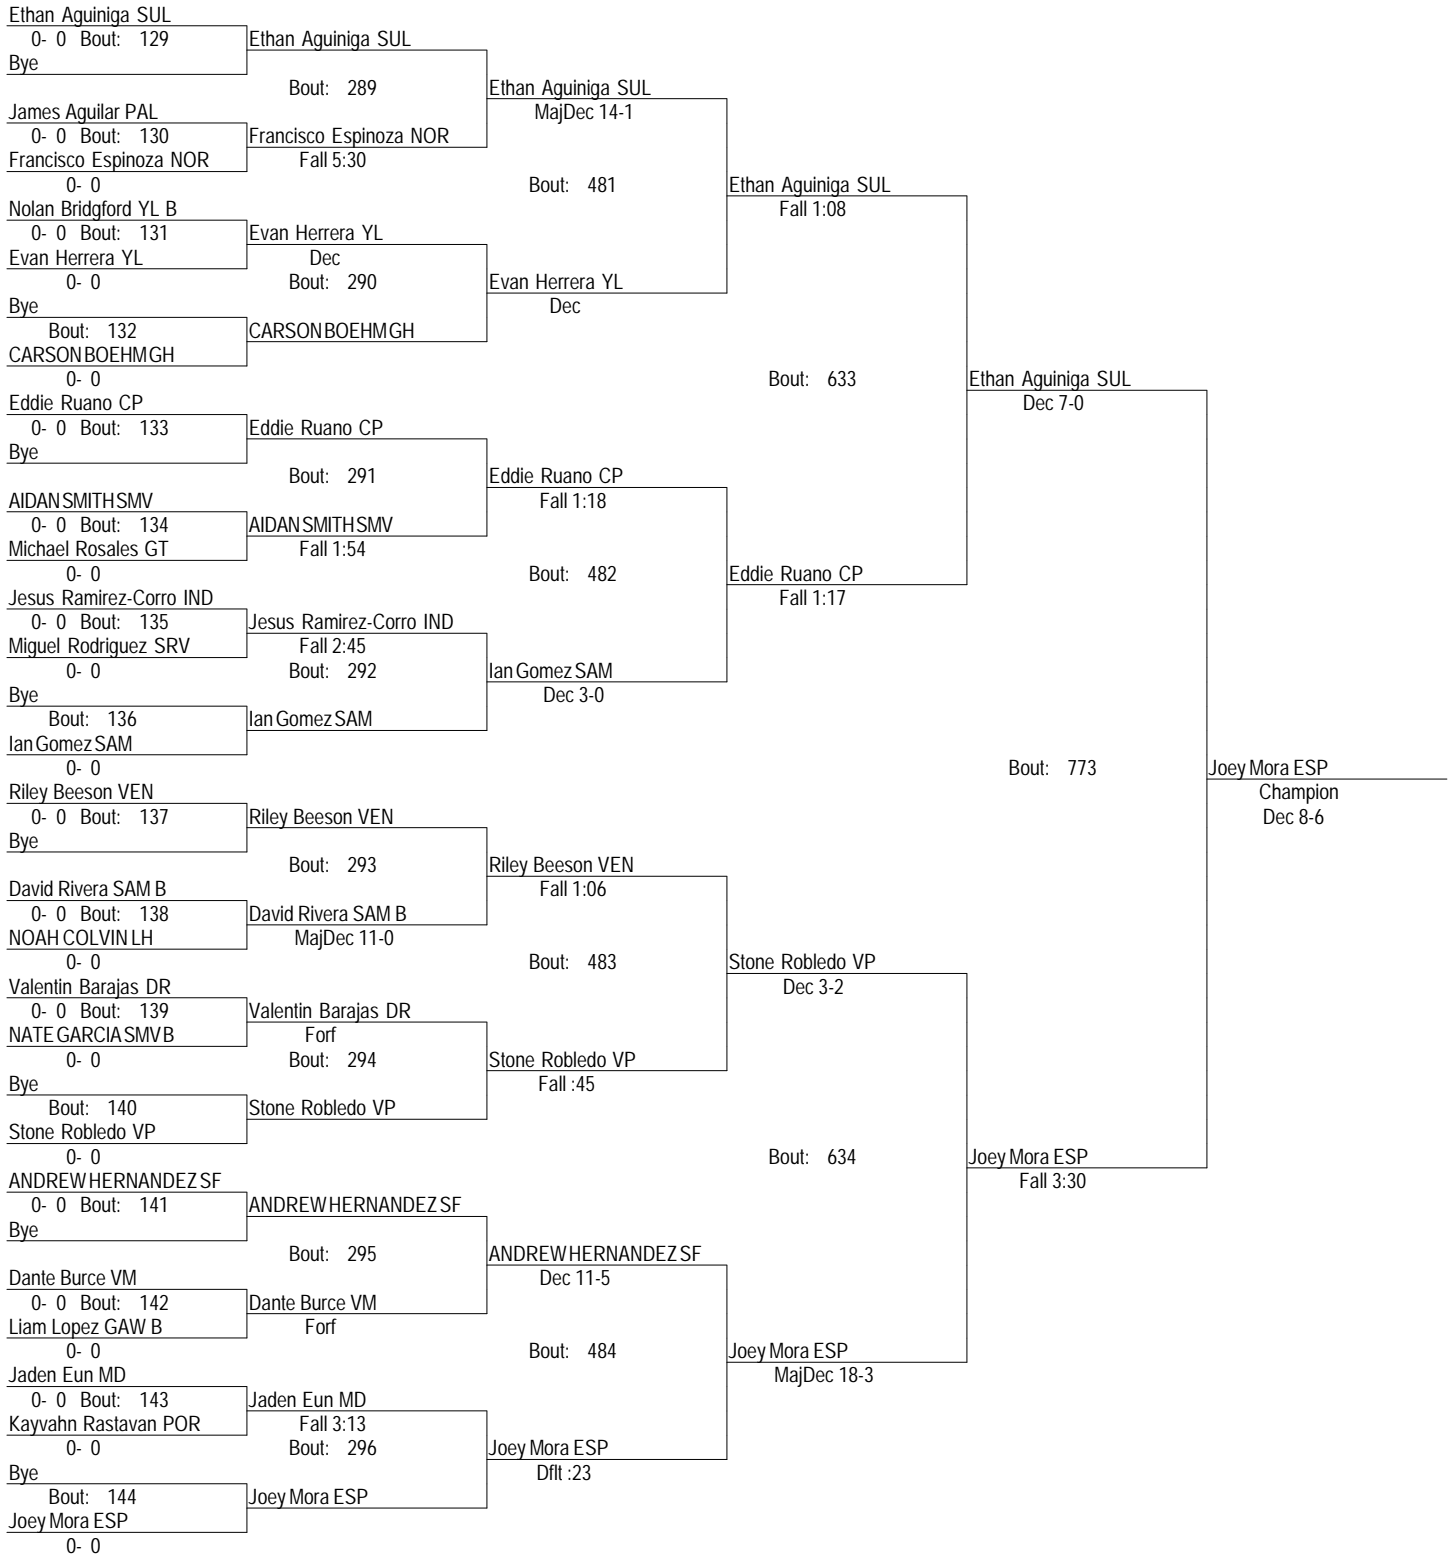 Ethan Aguiniga SUL
0- 0 Bout: 129 Ethan Aguiniga SUL
Bye
Bout: 289 Ethan Aguiniga SUL
James Aguilar PAL MajDec 14-1
0- 0 Bout: 130 Francisco Espinoza NOR
Francisco Espinoza NOR Fall 5:30
0- 0 Bout: 481 Ethan Aguiniga SUL
Nolan Bridgford YL B Fall 1:08
0- 0 Bout: 131 Evan Herrera YL
Evan Herrera YL Dec
0- 0 Bout: 290 Evan Herrera YL
Bye Dec
Bout: 132 CARSON BOEHM GH
CARSON BOEHM GH
0- 0 Bout: 633 Ethan Aguiniga SUL
Eddie Ruano CP Dec 7-0
0- 0 Bout: 133 Eddie Ruano CP
Bye
Bout: 291 Eddie Ruano CP
AIDAN SMITH SMV Fall 1:18
0- 0 Bout: 134 AIDAN SMITH SMV
Michael Rosales GT Fall 1:54
0- 0 Bout: 482 Eddie Ruano CP
Jesus Ramirez-Corro IND Fall 1:17
0- 0 Bout: 135 Jesus Ramirez-Corro IND
Miguel Rodriguez SRV Fall 2:45
0- 0 Bout: 292 Ian Gomez SAM
Bye Dec 3-0
Bout: 136 Ian Gomez SAM
Ian Gomez SAM
0- 0 Bout: 773 Joey Mora ESP
Riley Beeson VEN Champion
0- 0 Bout: 137 Riley Beeson VEN Dec 8-6
Bye
Bout: 293 Riley Beeson VEN
David Rivera SAM B Fall 1:06
0- 0 Bout: 138 David Rivera SAM B
NOAH COLVIN LH MajDec 11-0
0- 0 Bout: 483 Stone Robledo VP
Valentin Barajas DR Dec 3-2
0- 0 Bout: 139 Valentin Barajas DR
NATE GARCIA SMV B Forf
0- 0 Bout: 294 Stone Robledo VP
Bye Fall :45
Bout: 140 Stone Robledo VP
Stone Robledo VP
0- 0 Bout: 634 Joey Mora ESP
ANDREW HERNANDEZ SF Fall 3:30
0- 0 Bout: 141 ANDREW HERNANDEZ SF
Bye
Bout: 295 ANDREW HERNANDEZ SF
Dante Burce VM Dec 11-5
0- 0 Bout: 142 Dante Burce VM
Liam Lopez GAW B Forf
0- 0 Bout: 484 Joey Mora ESP
Jaden Eun MD MajDec 18-3
0- 0 Bout: 143 Jaden Eun MD
Kayvahn Rastavan POR Fall 3:13
0- 0 Bout: 296 Joey Mora ESP
Bye Dflt :23
Bout: 144 Joey Mora ESP
Joey Mora ESP
0- 0